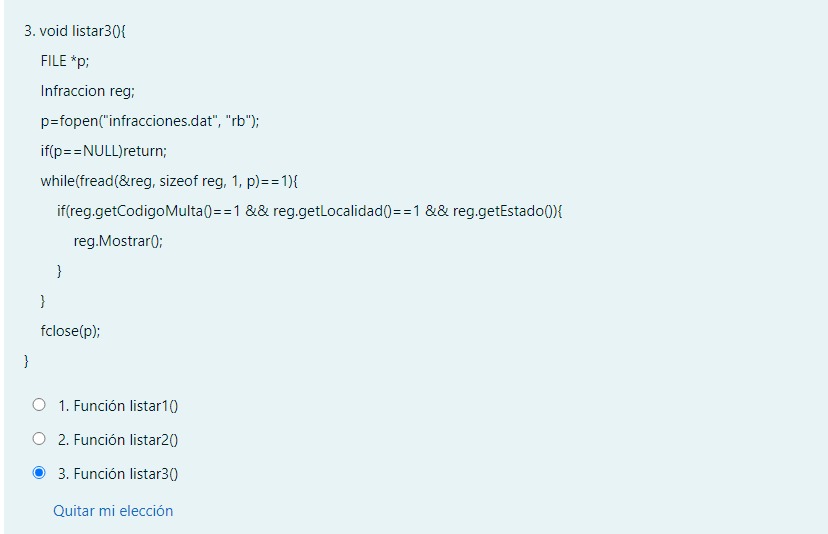 3. void listar3(){
FILE *p;
Infraccion reg;
p=fopen("infracciones.dat", "rb");
if(p==NULL)return;
while(fread(&reg, sizeof reg, 1, p)==1){
if(reg.getCodigoMulta()==1 && reg.getLocalidad()==1 && reg.getEstado()){
reg.Mostrar();
}
}
fclose(p);
}
1. Función listar1()
2. Función listar2()
3. Función listar3()
Quitar mi elección